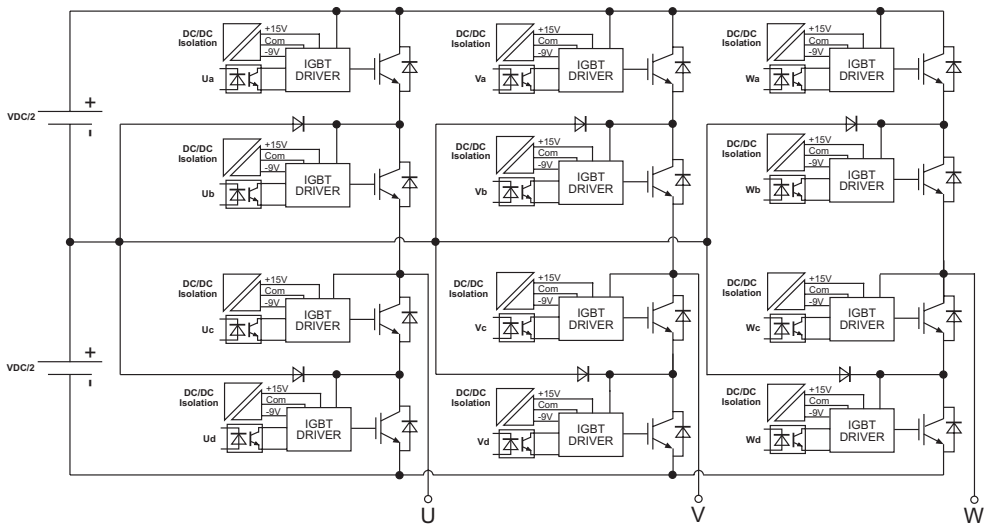 DC/DC
Isolation
+15V
Com
-9V
Ua
IGBT
DRIVER
DC/DC
Isolation
+15V
Com
-9V
Va
IGBT
DRIVER
DC/DC
Isolation
+15V
Com
-9V
Wa
IGBT
DRIVER
VDC/2
+
-
DC/DC
Isolation
+15V
Com
-9V
Ub
IGBT
DRIVER
DC/DC
Isolation
+15V
Com
-9V
Vb
IGBT
DRIVER
DC/DC
Isolation
+15V
Com
-9V
Wb
IGBT
DRIVER
DC/DC
Isolation
+15V
Com
-9V
Uc
IGBT
DRIVER
DC/DC
Isolation
+15V
Com
-9V
Vc
IGBT
DRIVER
DC/DC
Isolation
+15V
Com
-9V
Wc
IGBT
DRIVER
VDC/2
+
-
DC/DC
Isolation
+15V
Com
-9V
Ud
IGBT
DRIVER
DC/DC
Isolation
+15V
Com
-9V
Vd
IGBT
DRIVER
DC/DC
Isolation
+15V
Com
-9V
Wd
IGBT
DRIVER
U
V
W